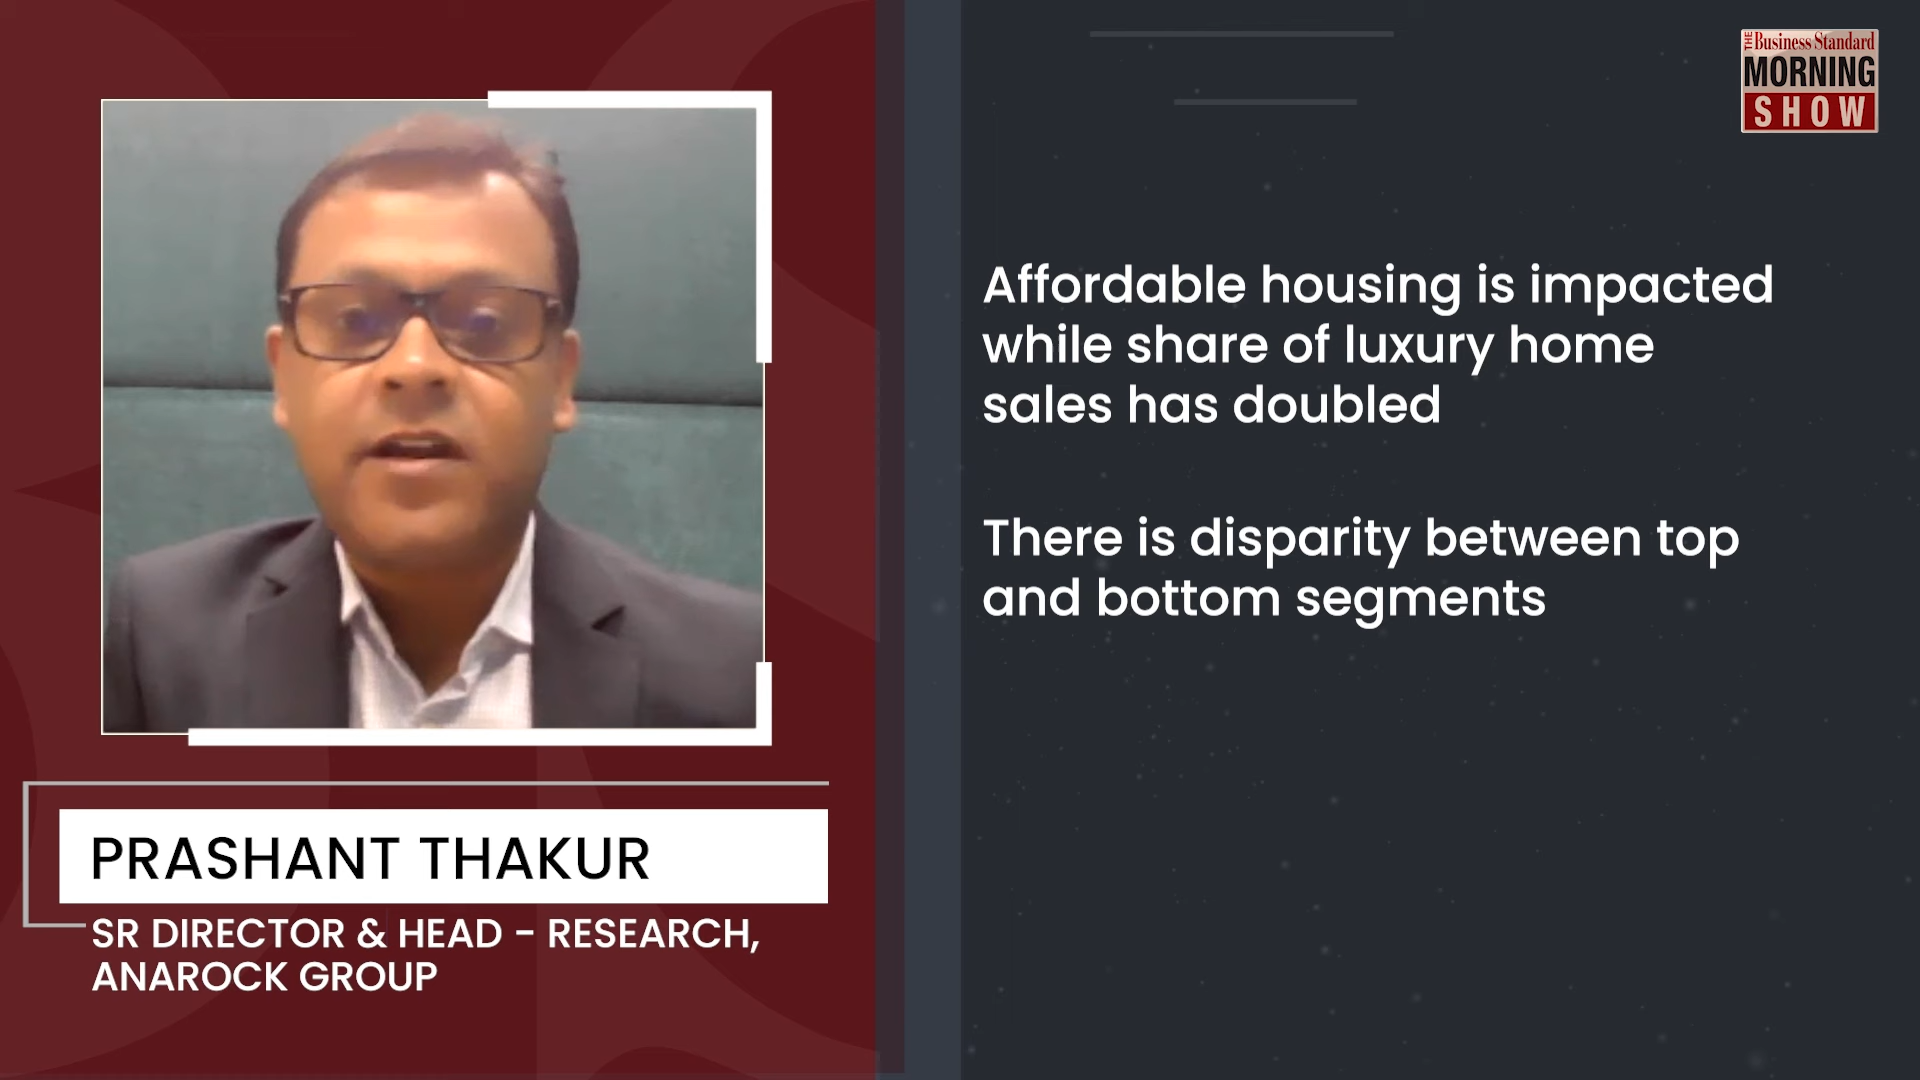 THE
Business Standard
MORNING
SHOW
Affordable housing is impacted
while share of luxury home
sales has doubled
There is disparity between top
and bottom segments
PRASHANT THAKUR
SR DIRECTOR & HEAD - RESEARCH,
ANAROCK GROUP